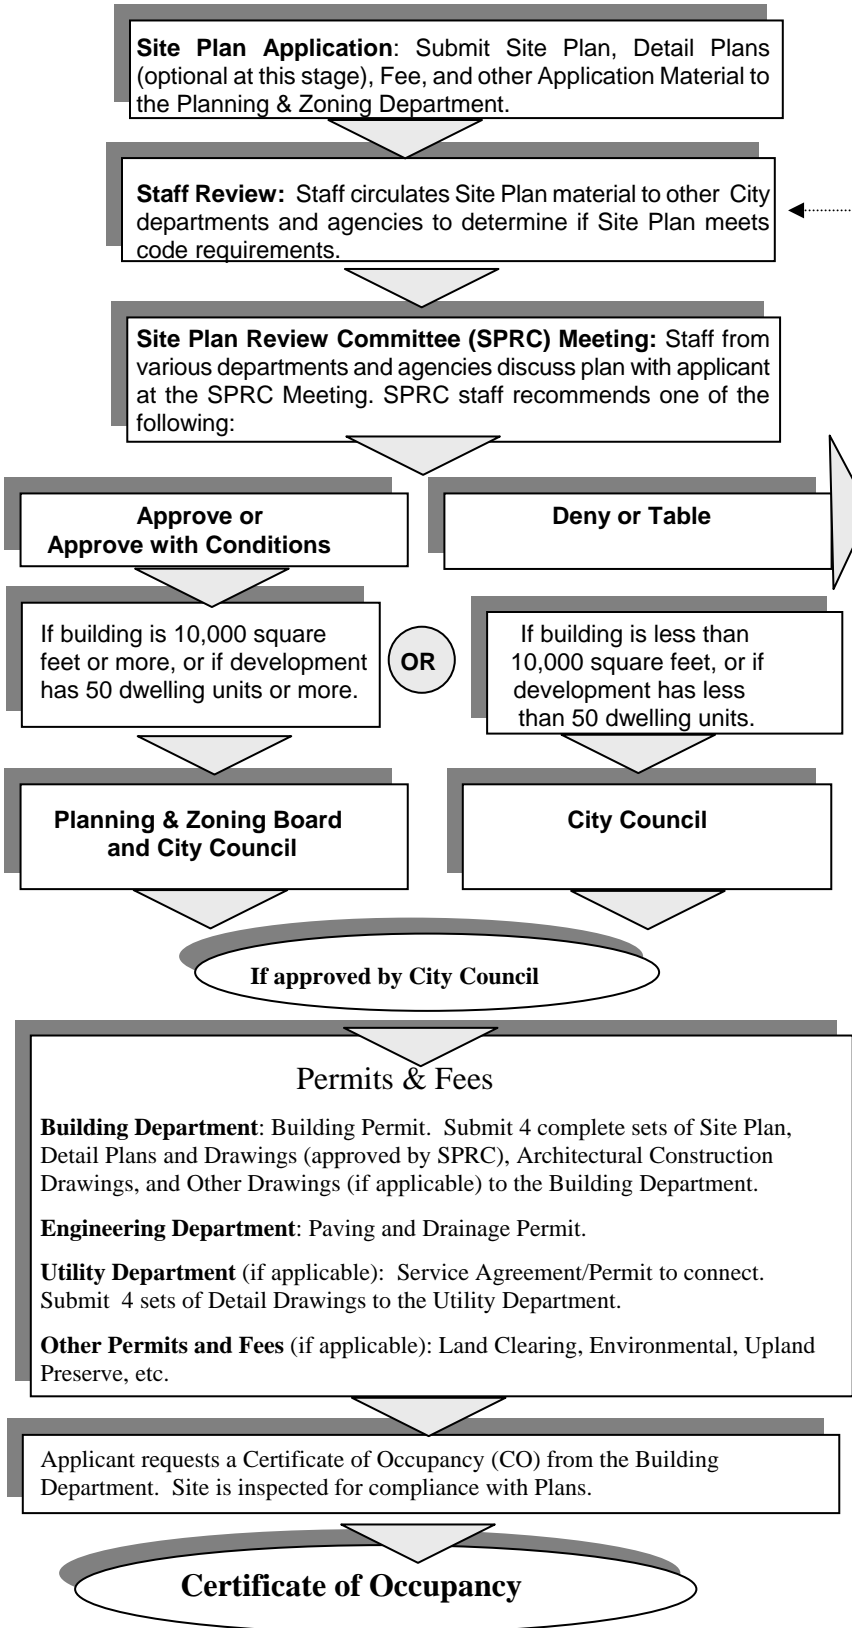 Site Plan Application: Submit Site Plan, Detail Plans
(optional at this stage), Fee, and other Application Material to
the Planning & Zoning Department.
Staff Review: Staff circulates Site Plan material to other City
departments and agencies to determine if Site Plan meets
code requirements.
Site Plan Review Committee (SPRC) Meeting: Staff from
various departments and agencies discuss plan with applicant
at the SPRC Meeting. SPRC staff recommends one of the
following:
Approve or
Approve with Conditions
Deny or Table
If building is 10,000 square
feet or more, or if development
has 50 dwelling units or more.
OR
If building is less than
10,000 square feet, or if
development has less
than 50 dwelling units.
Planning & Zoning Board
and City Council
City Council
If approved by City Council
Permits & Fees
Building Department: Building Permit. Submit 4 complete sets of Site Plan,
Detail Plans and Drawings (approved by SPRC), Architectural Construction
Drawings, and Other Drawings (if applicable) to the Building Department.
Engineering Department: Paving and Drainage Permit.
Utility Department (if applicable): Service Agreement/Permit to connect.
Submit 4 sets of Detail Drawings to the Utility Department.
Other Permits and Fees (if applicable): Land Clearing, Environmental, Upland
Preserve, etc.
Applicant requests a Certificate of Occupancy (CO) from the Building
Department. Site is inspected for compliance with Plans.
Certificate of Occupancy